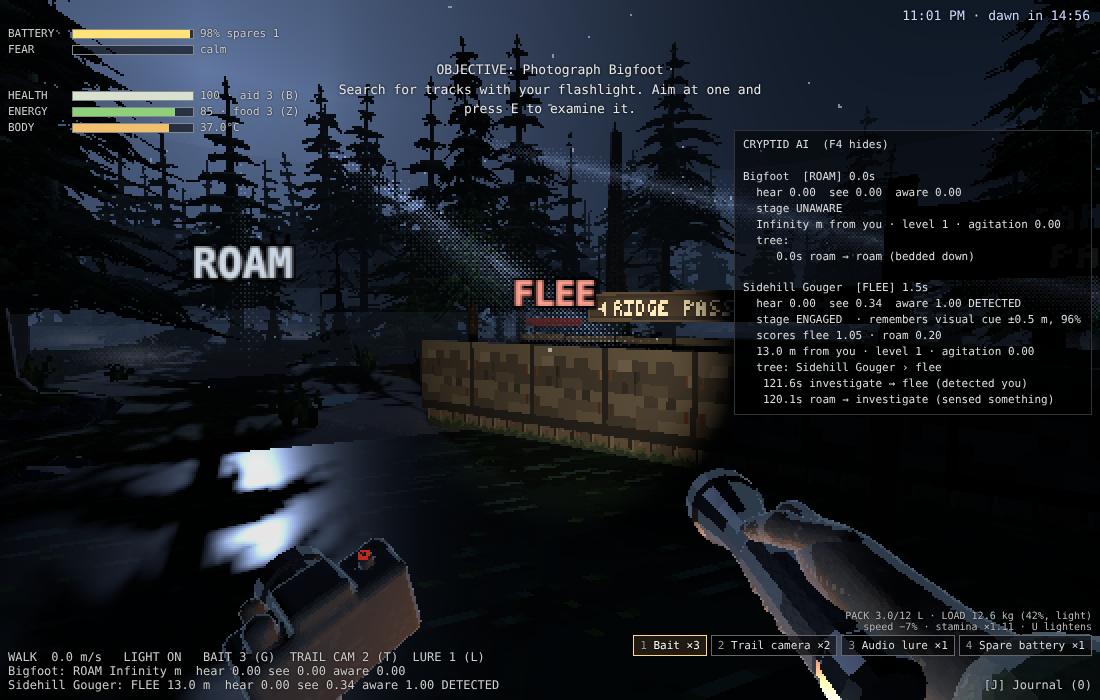 BATTERY 98% spares 1
FEAR calm
HEALTH 100 aid 3 (B)
ENERGY 85 · food 3 (Z)
BODY 37.0°C
11:01 PM · dawn in 14:56
OBJECTIVE: Photograph Bigfoot
Search for tracks with your flashlight. Aim at one and
press E to examine it.
CRYPTID AI (F4 hides)
Bigfoot [ROAM] 0.0s
hear 0.00 see 0.00 aware 0.00
stage UNAWARE
Infinity m from you · level 1 · agitation 0.00
tree:
0.0s roam → roam (bedded down)
Sidehill Gouger [FLEE] 1.5s
hear 0.00 see 0.34 aware 1.00 DETECTED
stage ENGAGED · remembers visual cue ±0.5 m, 96%
scores flee 1.05 · roam 0.20
13.0 m from you · level 1 · agitation 0.00
tree: Sidehill Gouger › flee
121.6s investigate → flee (detected you)
120.1s roam → investigate (sensed something)
ROAM
FLEE
RIDGE PASS
PACK 3.0/12 L · LOAD 12.6 kg (42%, light)
speed −7% · stamina ×1.11 · U lightens
1 Bait ×3 2 Trail camera ×2 3 Audio lure ×1 4 Spare battery ×1
WALK 0.0 m/s LIGHT ON BAIT 3 (G) TRAIL CAM 2 (T) LURE 1 (L)
Bigfoot: ROAM Infinity m hear 0.00 see 0.00 aware 0.00
Sidehill Gouger: FLEE 13.0 m hear 0.00 see 0.34 aware 1.00 DETECTED
[J] Journal (0)